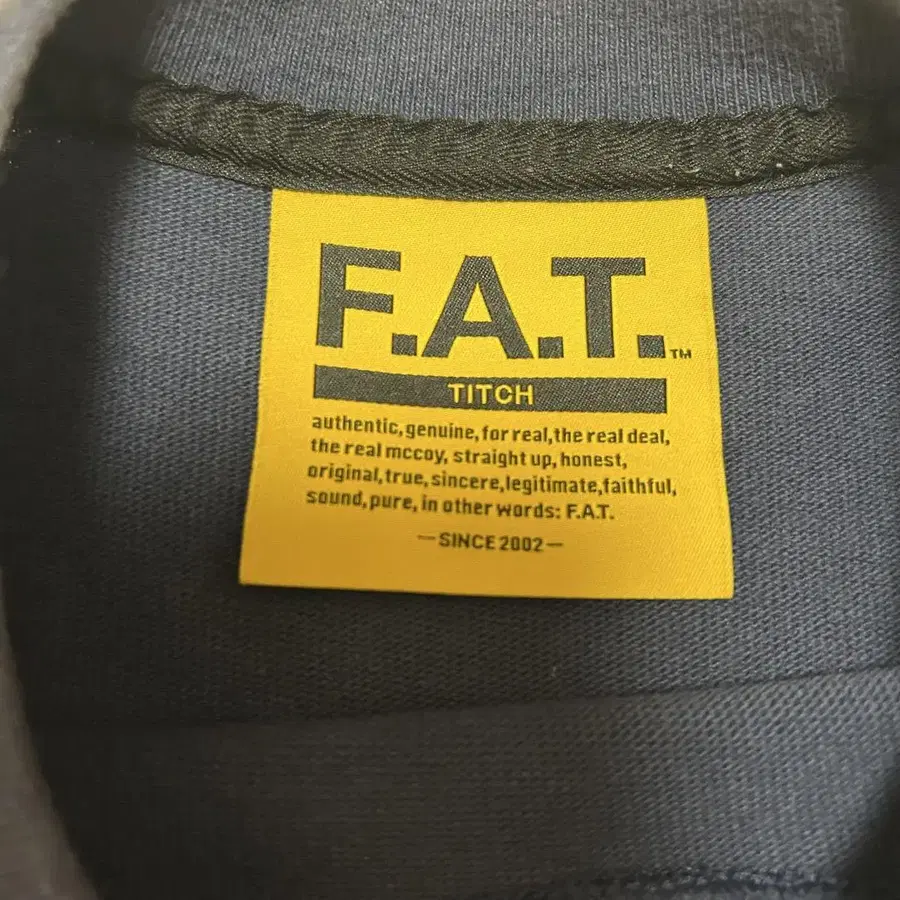 F.A.T.™
TITCH
authentic, genuine, for real, the real deal,
the real mccoy, straight up, honest,
original, true, sincere, legitimate, faithful,
sound, pure, in other words: F.A.T.
—SINCE 2002—